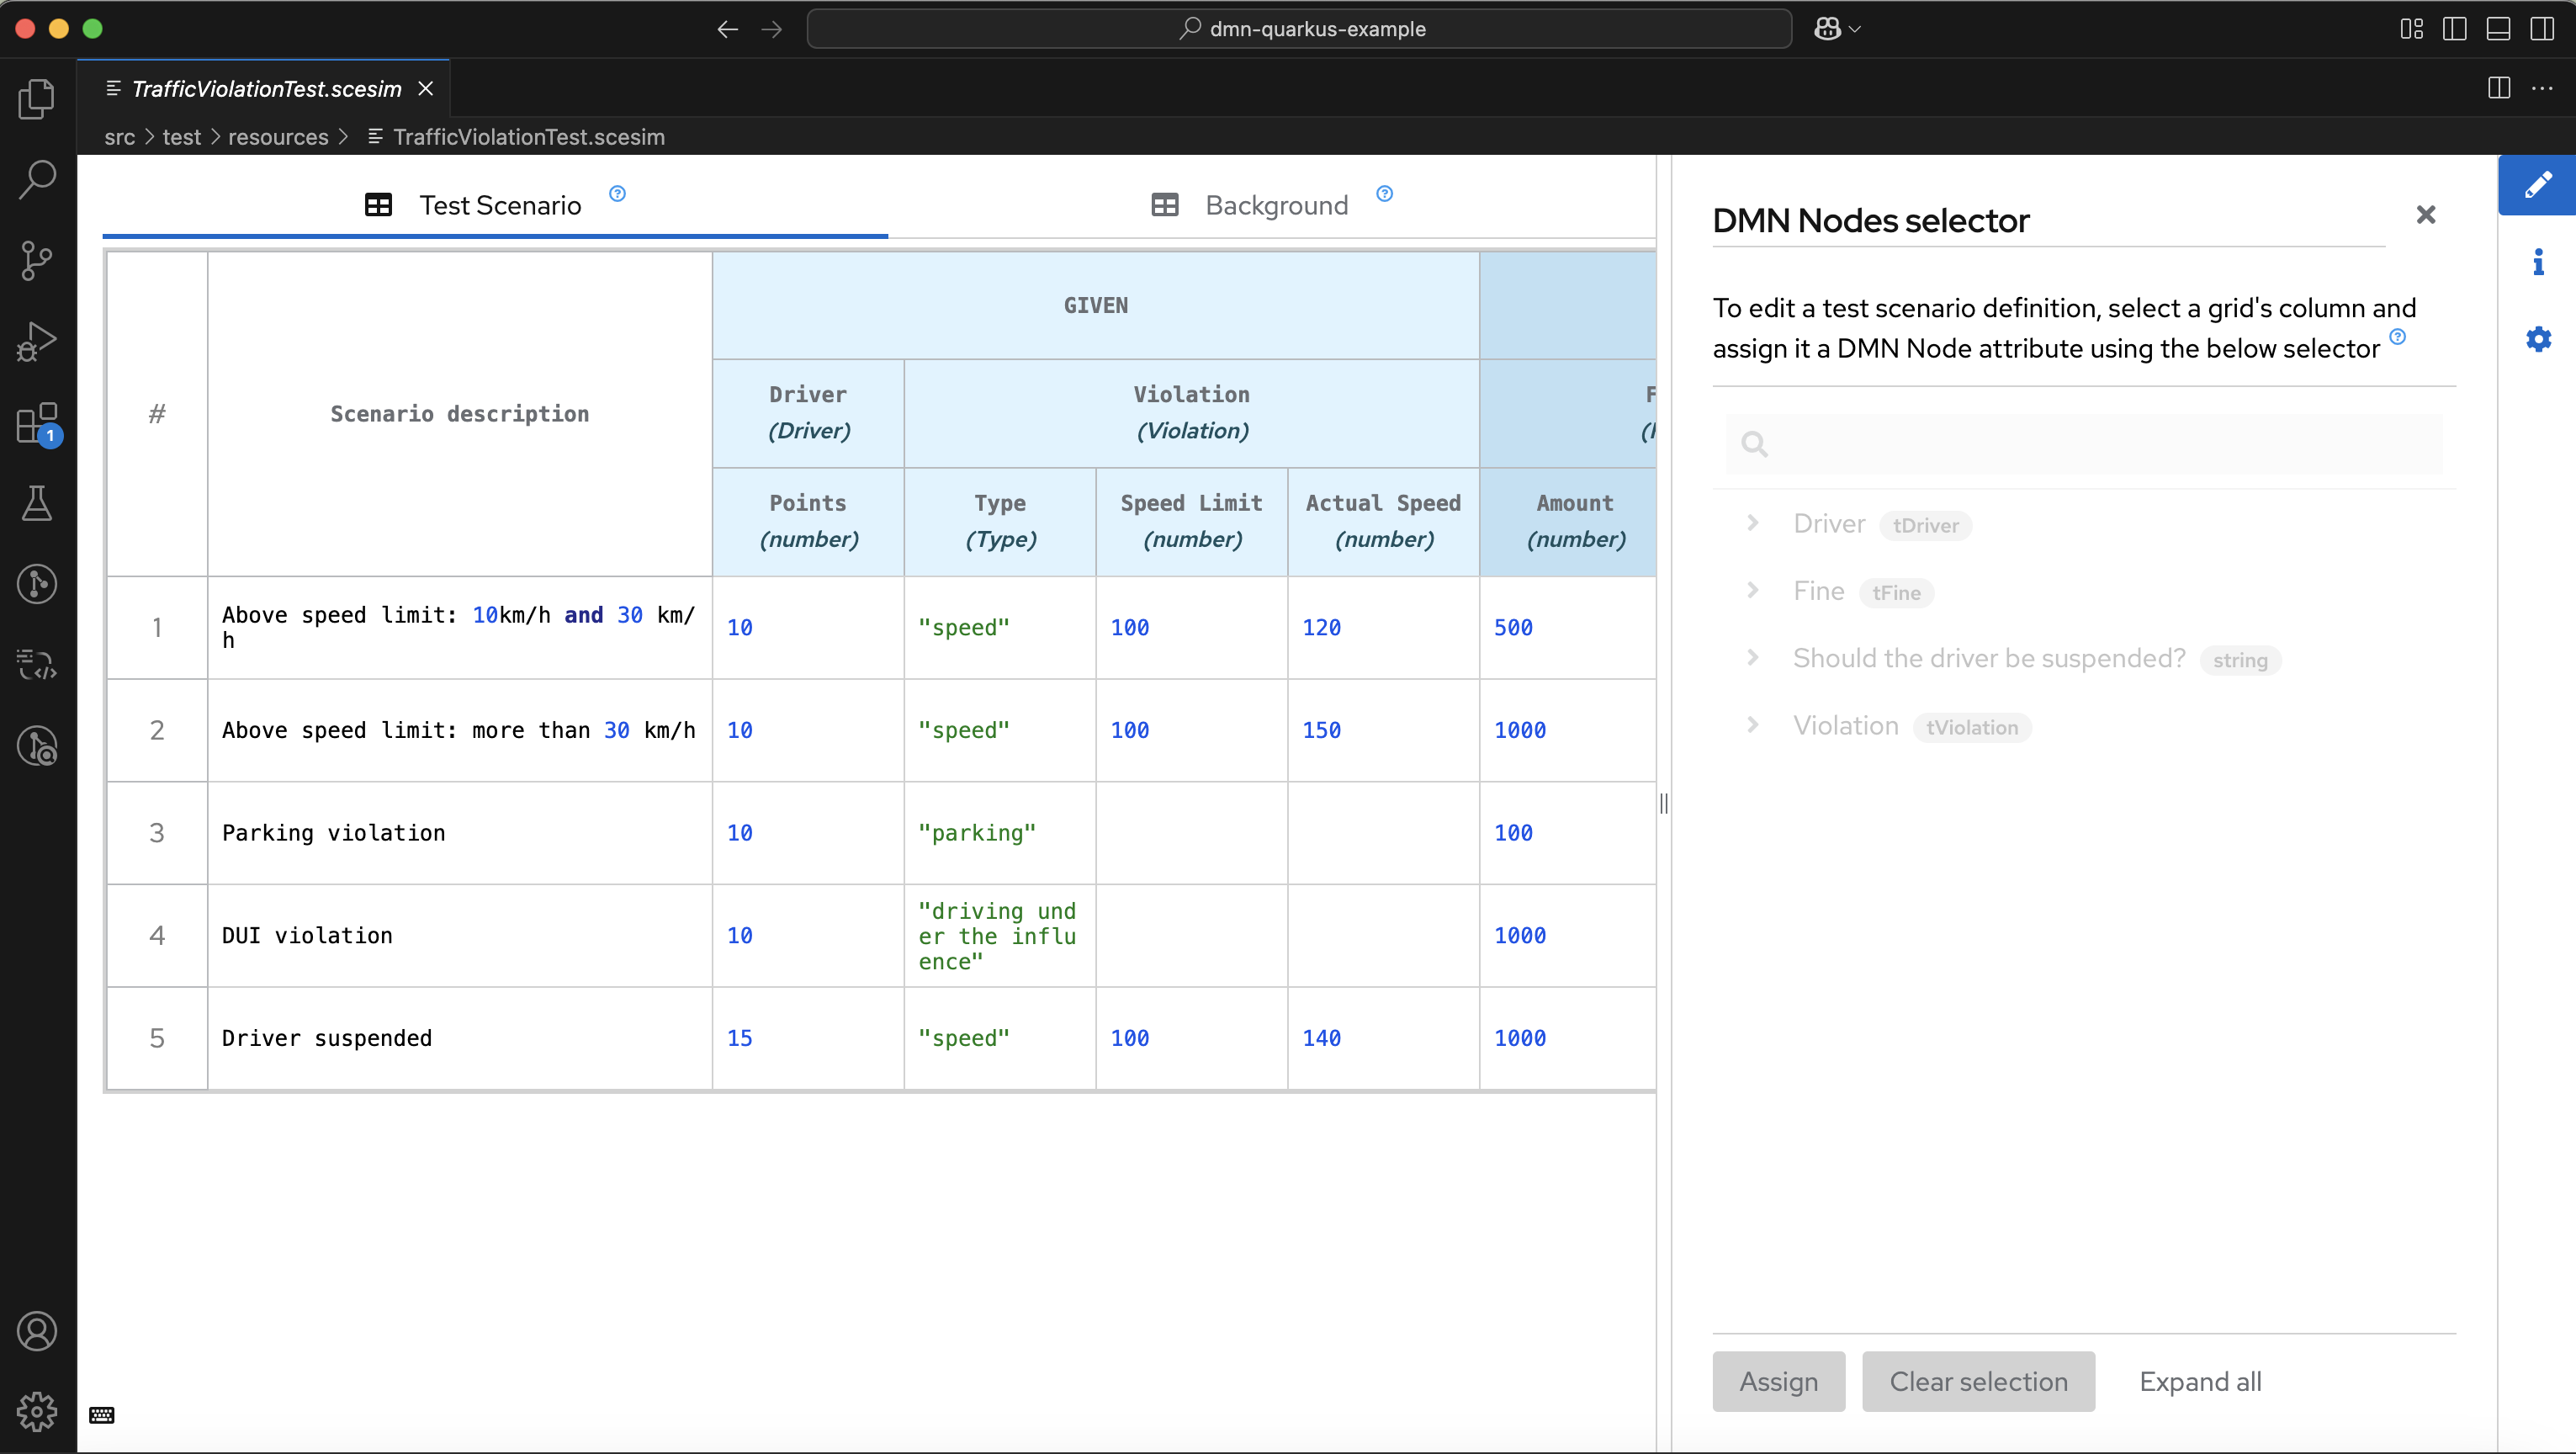 dmn-quarkus-example
TrafficViolationTest.scesim
src > test > resources > TrafficViolationTest.scesim
Test Scenario
Background
DMN Nodes selector
To edit a test scenario definition, select a grid's column and
assign it a DMN Node attribute using the below selector
#
Scenario description
GIVEN
Driver
(Driver)
Violation
(Violation)
Points
(number)
Type
(Type)
Speed Limit
(number)
Actual Speed
(number)
Amount
(number)
1
Above speed limit: 10km/h and 30 km/
h
10
"speed"
100
120
500
2
Above speed limit: more than 30 km/h
10
"speed"
100
150
1000
3
Parking violation
10
"parking"
100
4
DUI violation
10
"driving und
er the influ
ence"
1000
5
Driver suspended
15
"speed"
100
140
1000
Driver tDriver
Fine tFine
Should the driver be suspended? string
Violation tViolation
Assign
Clear selection
Expand all
1